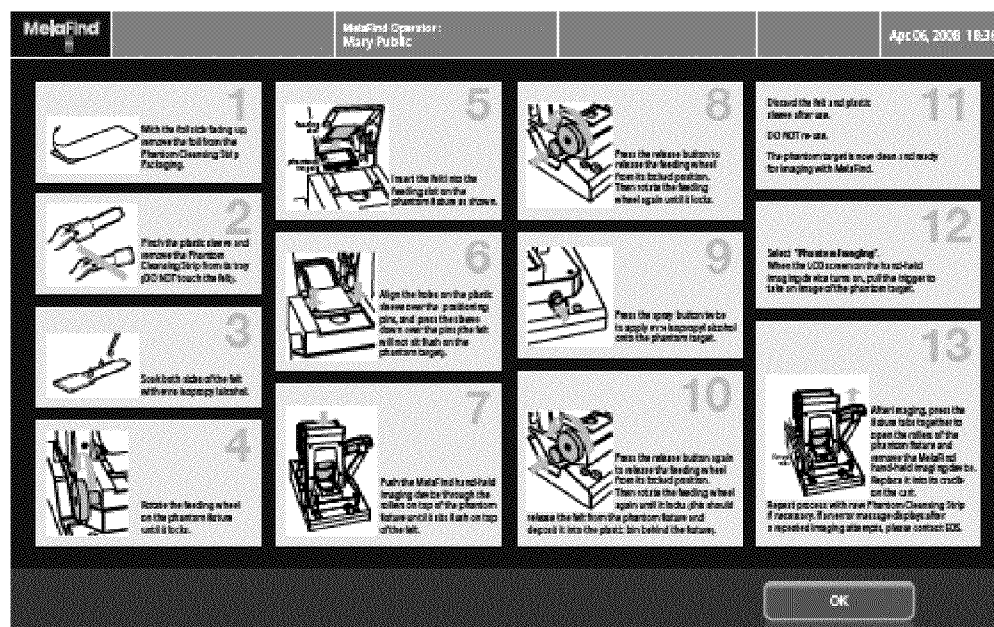 MelaFind
MelaFind Operator:
Mary Public
Apr 06, 2008 18:36
1
With the foil side facing up,
remove the foil from the
Phantom Cleansing Strip
Packaging.
2
Pinch the plastic sleeve and
remove the Phantom
Cleansing Strip from its tray
(DO NOT touch the felt).
3
Soak both sides of the felt
with isopropyl alcohol.
4
Rotate the feeding wheel
on the phantom fixture
until it locks.
5
feeding
slot
phantom
target
Insert the felt into the
feeding slot on the
phantom fixture as shown.
6
Align the holes on the plastic
sleeve over the positioning
pins, and press the sleeve
down over the pins (the felt
will not sit flush on the
phantom target).
7
Push the MelaFind hand-held
imaging device through the
rollers on top of the phantom
fixture until it sits flush on top
of the felt.
8
Press the release button to
release the feeding wheel
from its locked position.
Then rotate the feeding
wheel again until it locks.
9
Press the spray button twice
to apply isopropyl alcohol
onto the phantom target.
10
Press the release button again
to release the feeding wheel
from its locked position.
Then rotate the feeding wheel
again until it locks (this should
release the felt from the phantom fixture and
deposit it into the plastic bin behind the fixture).
11
Discard the felt and plastic
sleeve after use.
DO NOT re-use.
The phantom target is now clean and ready
for imaging with MelaFind.
12
Select "Phantom Imaging".
When the LCD screen on the hand-held
imaging device turns on, pull the trigger to
take an image of the phantom target.
13
After imaging, press the
fixture tabs together to
open the rollers of the
phantom fixture and
remove the MelaFind
hand-held imaging device.
Replace it into its cradle
on the cart.
Repeat process with new Phantom Cleansing Strip
if necessary. If an error message displays after
repeated imaging attempts, please contact EOS.
OK